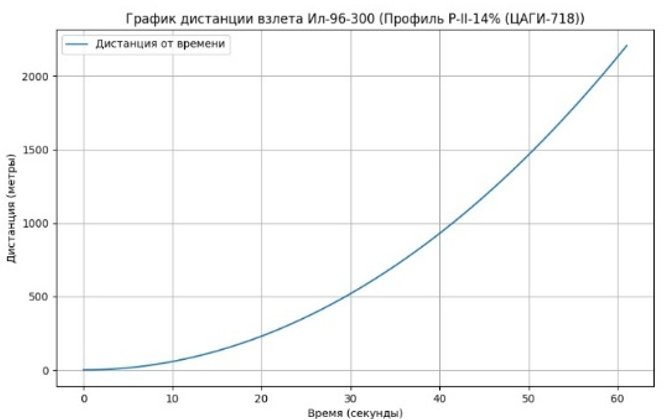 График дистанции взлета Ил-96-300 (Профиль Р-II-14% (ЦАГИ-718))
Дистанция от времени
Дистанция (метры)
2000
1500
1000
500
0
0 10 20 30 40 50 60
Время (секунды)